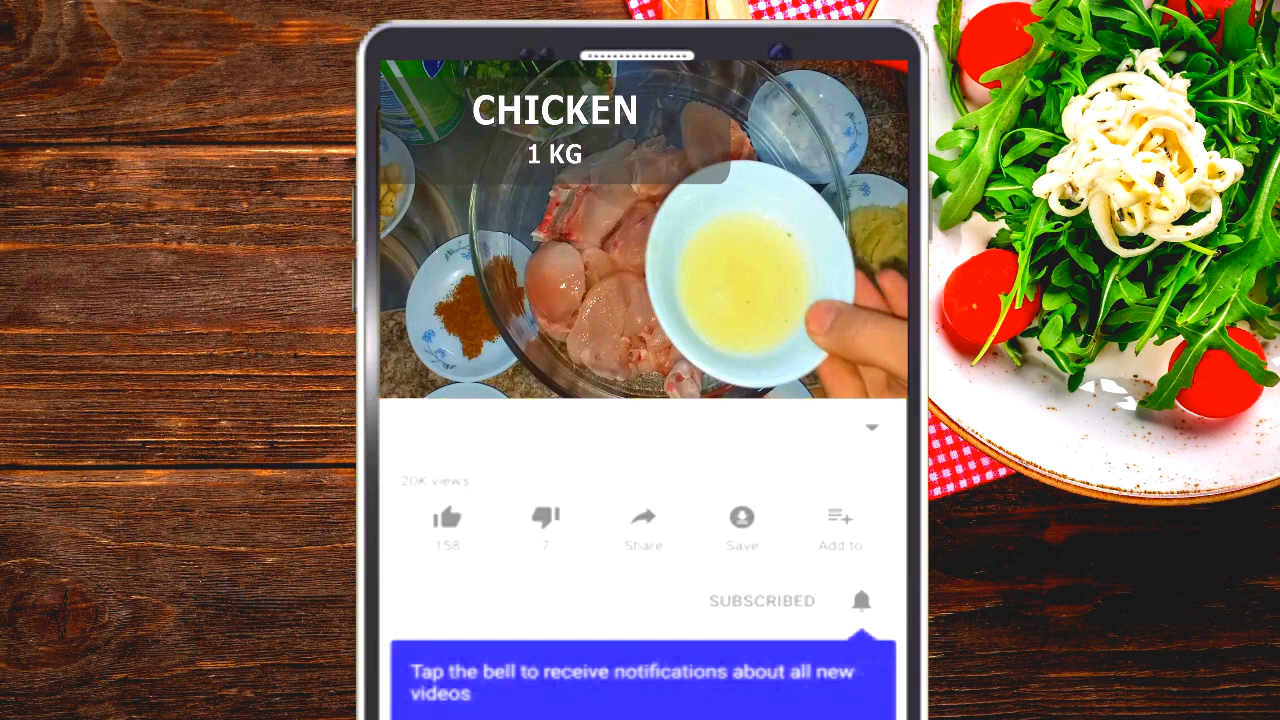 CHICKEN
1 KG
20K views
158
7
Share
Save
Add to
SUBSCRIBED
Tap the bell to receive notifications about all new
videos